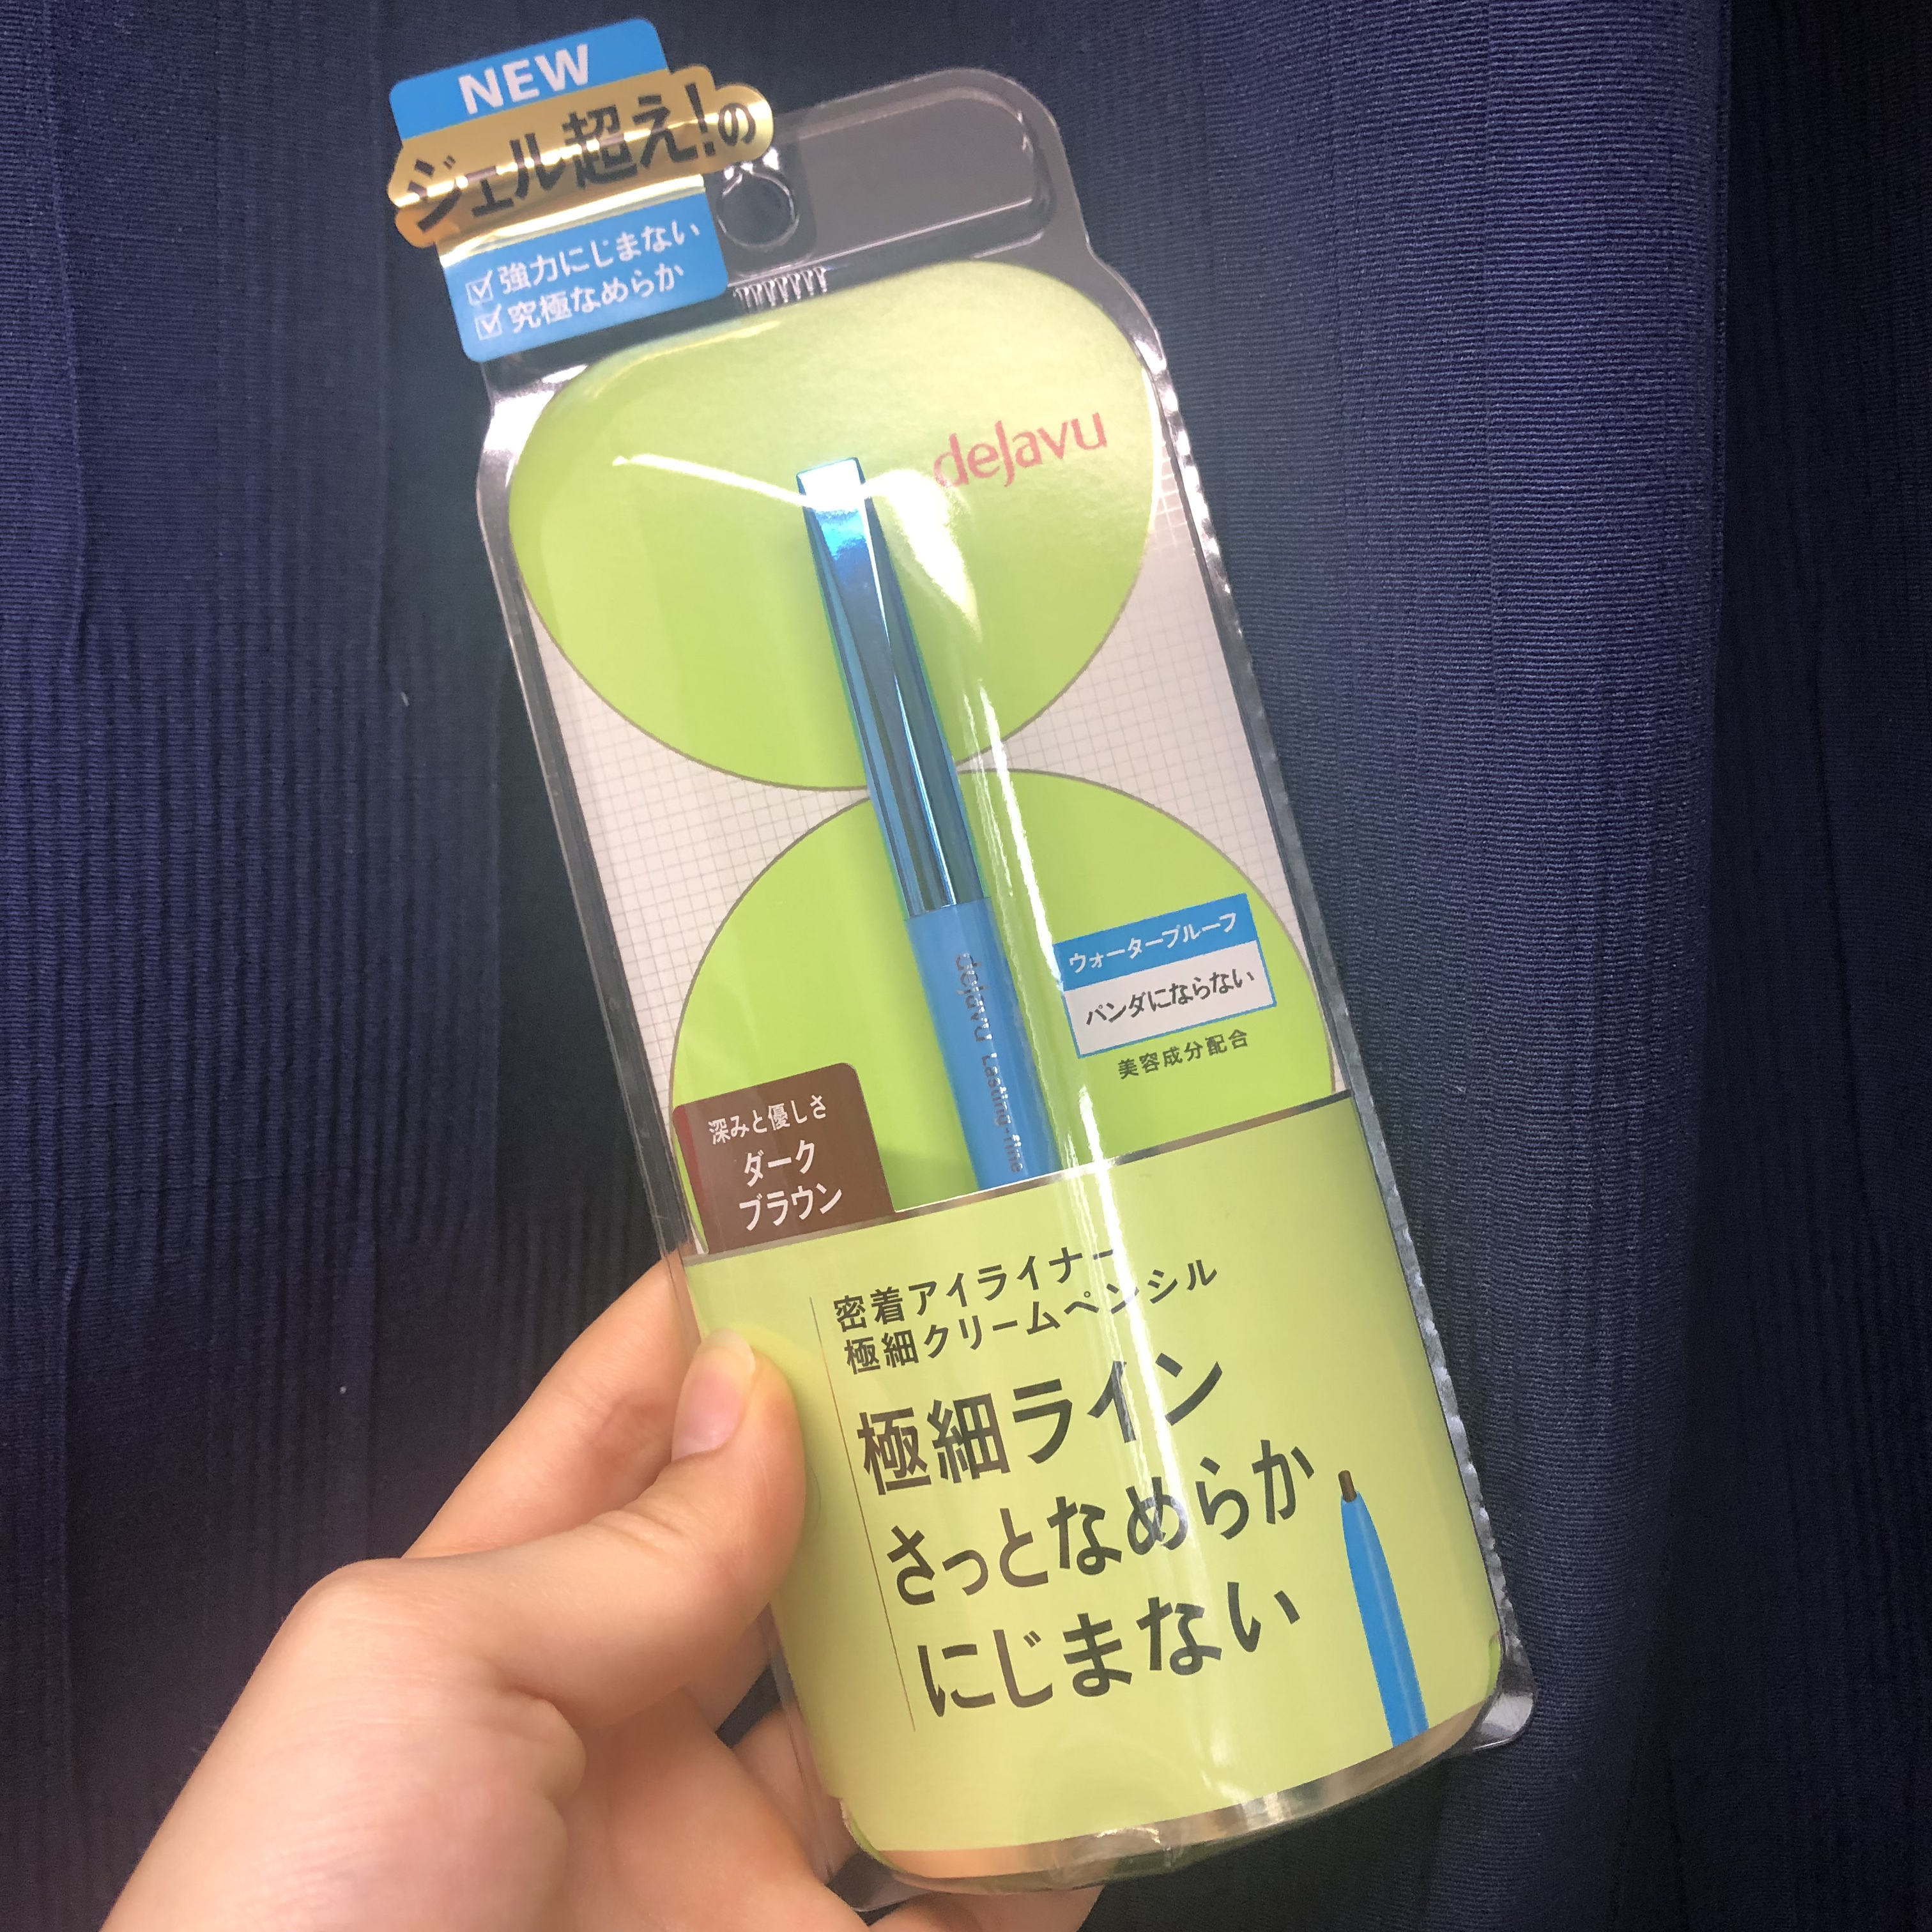 NEW
ジェル超え!の
☑強力にじまない
☑究極なめらか
dejavu
dejavu Lasting-fine
ウォータープルーフ
パンダにならない
美容成分配合
深みと優しさ
ダーク
ブラウン
密着アイライナー
極細クリームペンシル
極細ライン
さっとなめらか
にじまない